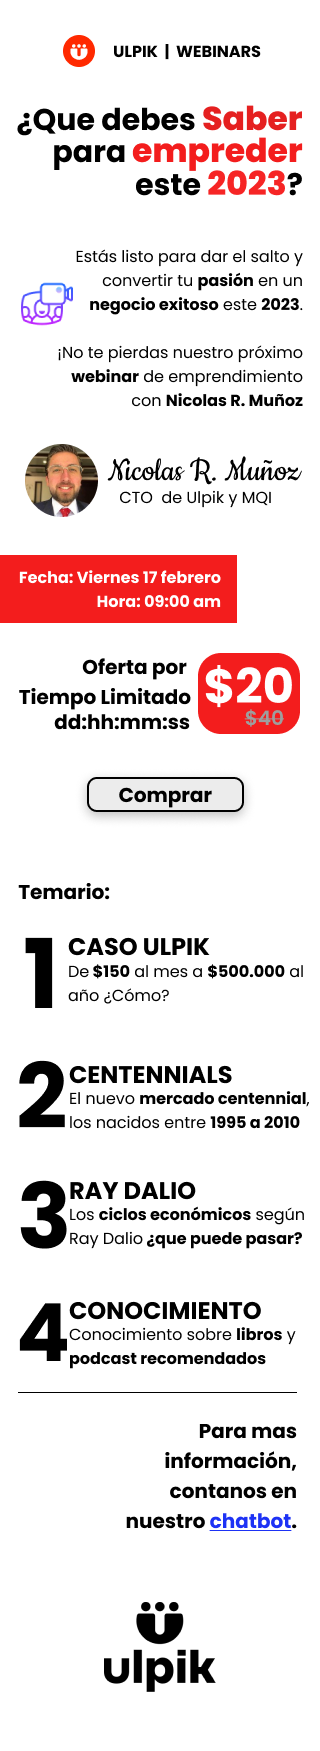 ULPIK | WEBINARS
¿Que debes Saber
para empreder
este 2023?
Estás listo para dar el salto y
convertir tu pasión en un
negocio exitoso este 2023.
¡No te pierdas nuestro próximo
webinar de emprendimiento
con Nicolas R. Muñoz
Nicolas R. Muñoz
CTO de Ulpik y MQI
Fecha: Viernes 17 febrero
Hora: 09:00 am
Oferta por
Tiempo Limitado
dd:hh:mm:ss
$20
$40
Comprar
Temario:
1
CASO ULPIK
De $150 al mes a $500.000 al
año ¿Cómo?
2
CENTENNIALS
El nuevo mercado centennial,
los nacidos entre 1995 a 2010
3
RAY DALIO
Los ciclos económicos según
Ray Dalio ¿que puede pasar?
4
CONOCIMIENTO
Conocimiento sobre libros y
podcast recomendados
Para mas
información,
contanos en
nuestro chatbot.
ulpik